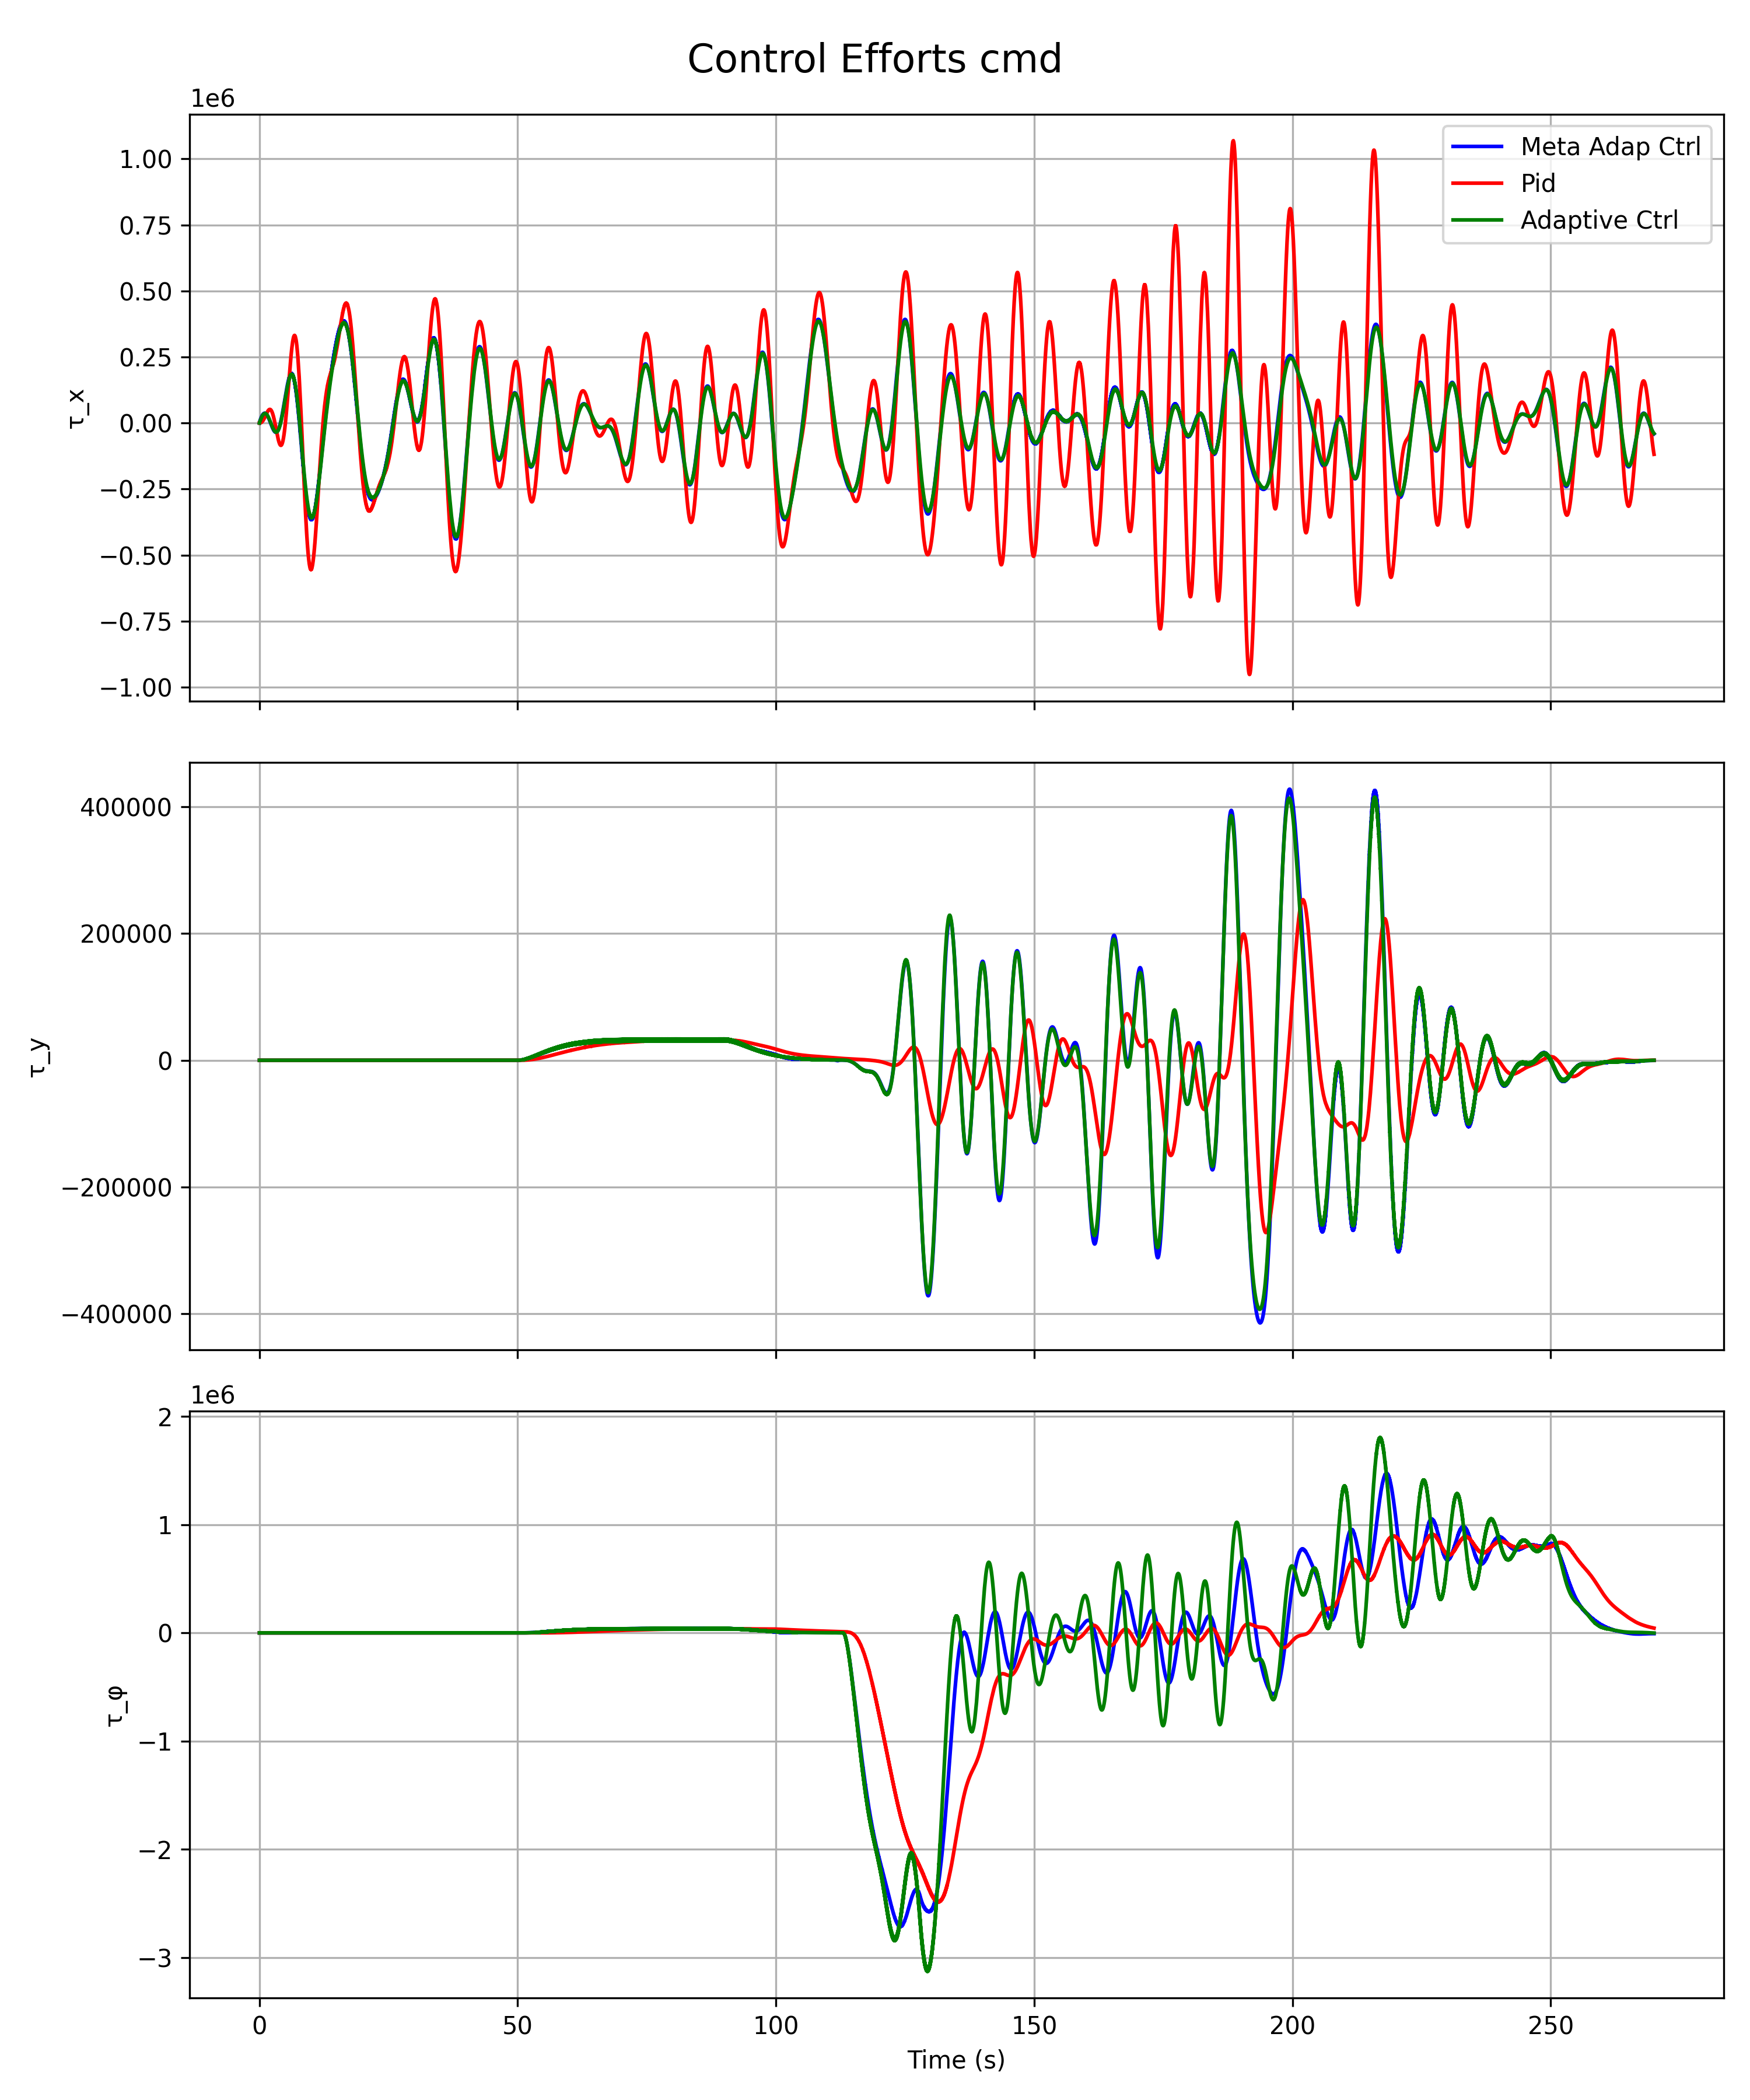 Control Efforts cmd
1e6
1.00
0.75
0.50
0.25
0.00
−0.25
−0.50
−0.75
−1.00
τ_x
Meta Adap Ctrl
Pid
Adaptive Ctrl
400000
200000
0
−200000
−400000
τ_y
1e6
2
1
0
−1
−2
−3
τ_φ
0 50 100 150 200 250
Time (s)